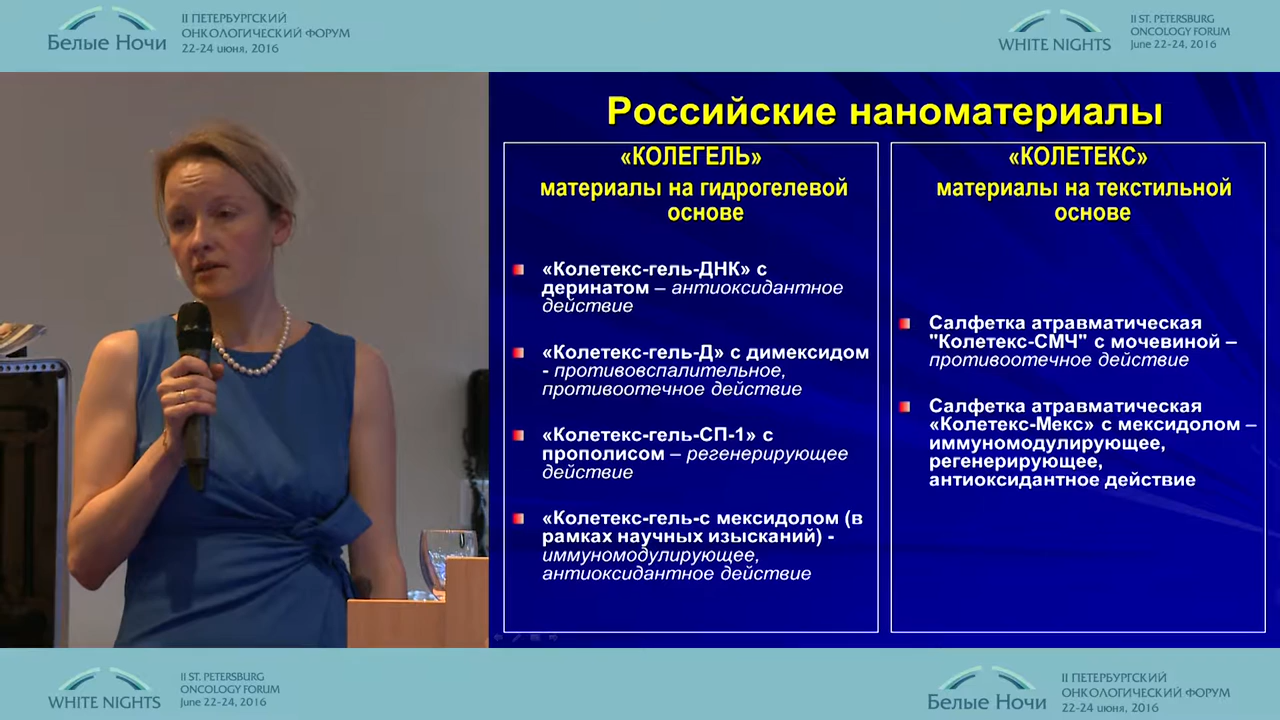 Белые Ночи
II ПЕТЕРБУРГСКИЙ
ОНКОЛОГИЧЕСКИЙ ФОРУМ
22-24 июня, 2016
WHITE NIGHTS
II ST. PETERSBURG
ONCOLOGY FORUM
June 22-24, 2016
Российские наноматериалы
«КОЛЕГЕЛЬ»
материалы на гидрогелевой
основе
«Колетекс-гель-ДНК» с
деринатом – антиоксидантное
действие
«Колетекс-гель-Д» с димексидом
- противовспалительное,
противоотечное действие
«Колетекс-гель-СП-1» с
прополисом – регенерирующее
действие
«Колетекс-гель-с мексидолом (в
рамках научных изысканий) -
иммуномодулирующее,
антиоксидантное действие
«КОЛЕТЕКС»
материалы на текстильной
основе
Салфетка атравматическая
"Колетекс-СМЧ" с мочевиной –
противоотечное действие
Салфетка атравматическая
«Колетекс-Мекс» с мексидолом –
иммуномодулирующее,
регенерирующее,
антиоксидантное действие
WHITE NIGHTS
II ST. PETERSBURG
ONCOLOGY FORUM
June 22-24, 2016
Белые Ночи
II ПЕТЕРБУРГСКИЙ
ОНКОЛОГИЧЕСКИЙ ФОРУМ
22-24 июня, 2016